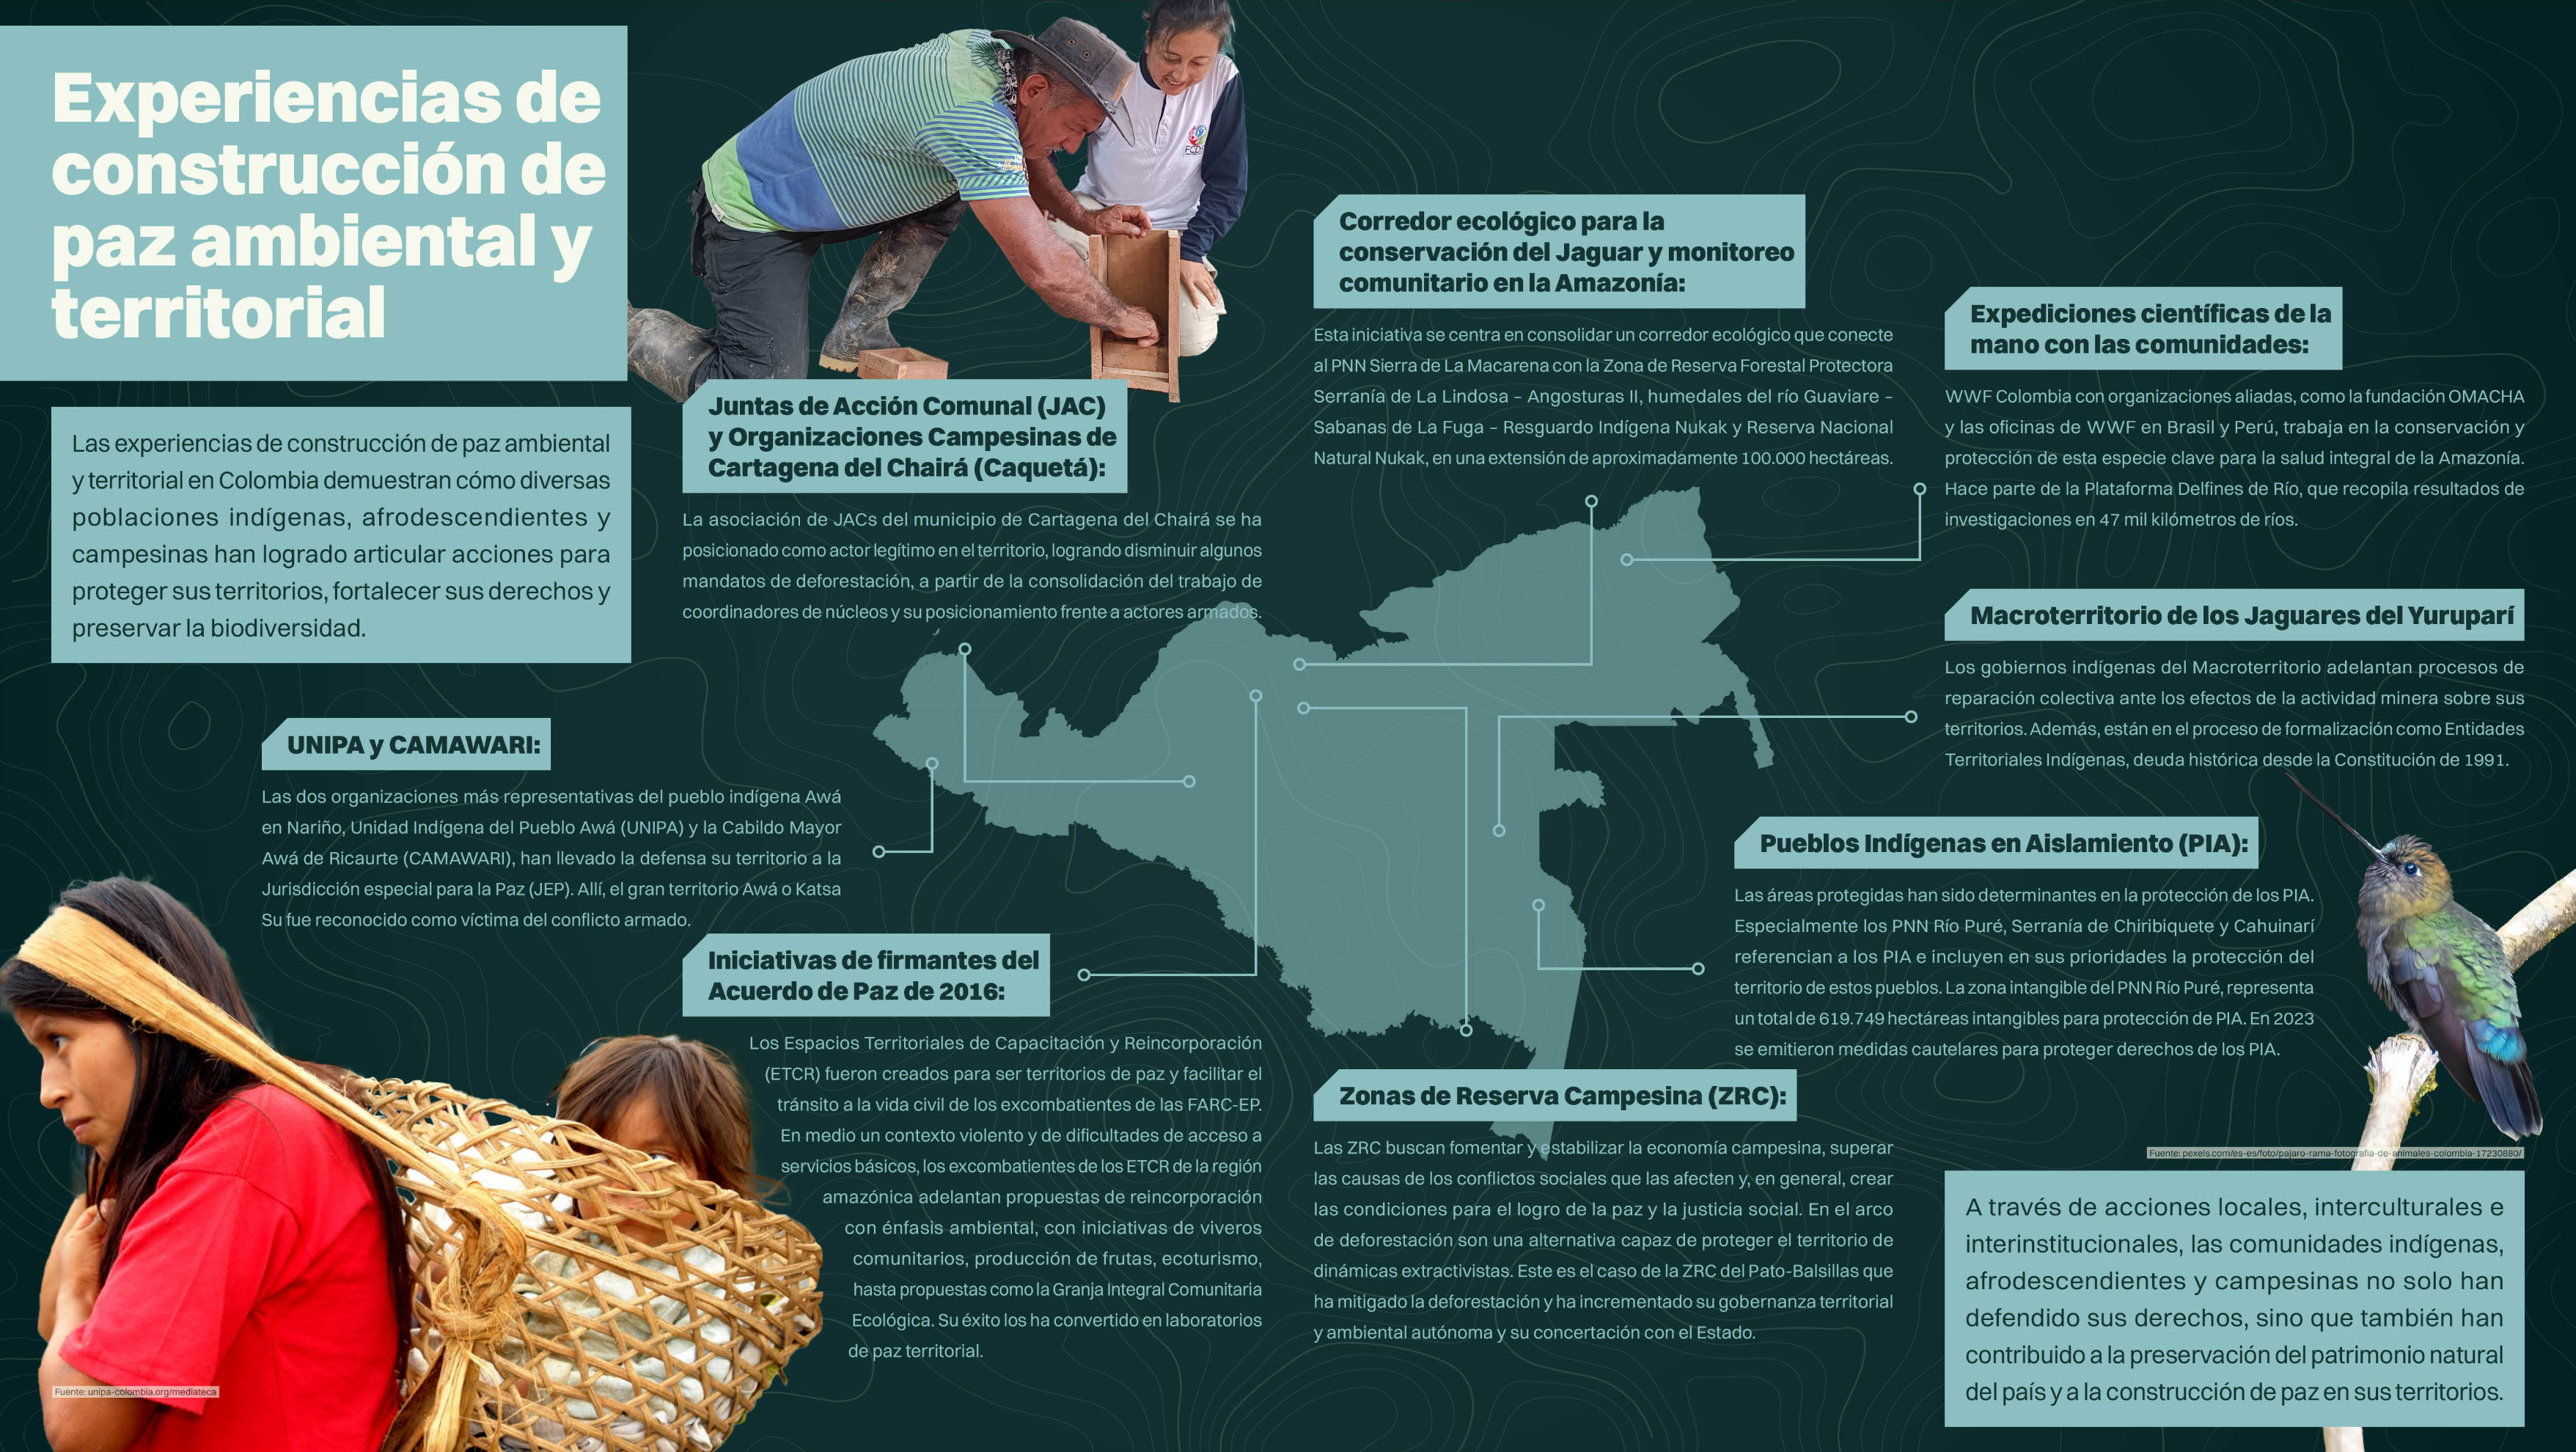 Experiencias de
construcción de
paz ambiental y
territorial
Las experiencias de construcción de paz ambiental
y territorial en Colombia demuestran cómo diversas
poblaciones indígenas, afrodescendientes y
campesinas han logrado articular acciones para
proteger sus territorios, fortalecer sus derechos y
preservar la biodiversidad.
FCDS
Juntas de Acción Comunal (JAC)
y Organizaciones Campesinas de
Cartagena del Chairá (Caquetá):
La asociación de JACs del municipio de Cartagena del Chairá se ha
posicionado como actor legítimo en el territorio, logrando disminuir algunos
mandatos de deforestación, a partir de la consolidación del trabajo de
coordinadores de núcleos y su posicionamiento frente a actores armados.
Corredor ecológico para la
conservación del Jaguar y monitoreo
comunitario en la Amazonía:
Esta iniciativa se centra en consolidar un corredor ecológico que conecte
al PNN Sierra de La Macarena con la Zona de Reserva Forestal Protectora
Serranía de La Lindosa – Angosturas II, humedales del río Guaviare –
Sabanas de La Fuga – Resguardo Indígena Nukak y Reserva Nacional
Natural Nukak, en una extensión de aproximadamente 100.000 hectáreas.
Expediciones científicas de la
mano con las comunidades:
WWF Colombia con organizaciones aliadas, como la fundación OMACHA
y las oficinas de WWF en Brasil y Perú, trabaja en la conservación y
protección de esta especie clave para la salud integral de la Amazonía.
Hace parte de la Plataforma Delfines de Río, que recopila resultados de
investigaciones en 47 mil kilómetros de ríos.
Macroterritorio de los Jaguares del Yuruparí
Los gobiernos indígenas del Macroterritorio adelantan procesos de
reparación colectiva ante los efectos de la actividad minera sobre sus
territorios. Además, están en el proceso de formalización como Entidades
Territoriales Indígenas, deuda histórica desde la Constitución de 1991.
UNIPA y CAMAWARI:
Las dos organizaciones más representativas del pueblo indígena Awá
en Nariño, Unidad Indígena del Pueblo Awá (UNIPA) y la Cabildo Mayor
Awá de Ricaurte (CAMAWARI), han llevado la defensa su territorio a la
Jurisdicción especial para la Paz (JEP). Allí, el gran territorio Awá o Katsa
Su fue reconocido como víctima del conflicto armado.
Pueblos Indígenas en Aislamiento (PIA):
Las áreas protegidas han sido determinantes en la protección de los PIA.
Especialmente los PNN Río Puré, Serranía de Chiribiquete y Cahuinarí
referencian a los PIA e incluyen en sus prioridades la protección del
territorio de estos pueblos. La zona intangible del PNN Río Puré, representa
un total de 619.749 hectáreas intangibles para protección de PIA. En 2023
se emitieron medidas cautelares para proteger derechos de los PIA.
Iniciativas de firmantes del
Acuerdo de Paz de 2016:
Los Espacios Territoriales de Capacitación y Reincorporación
(ETCR) fueron creados para ser territorios de paz y facilitar el
tránsito a la vida civil de los excombatientes de las FARC-EP.
En medio un contexto violento y de dificultades de acceso a
servicios básicos, los excombatientes de los ETCR de la región
amazónica adelantan propuestas de reincorporación
con énfasis ambiental, con iniciativas de viveros
comunitarios, producción de frutas, ecoturismo,
hasta propuestas como la Granja Integral Comunitaria
Ecológica. Su éxito los ha convertido en laboratorios
de paz territorial.
Zonas de Reserva Campesina (ZRC):
Las ZRC buscan fomentar y estabilizar la economía campesina, superar
las causas de los conflictos sociales que las afecten y, en general, crear
las condiciones para el logro de la paz y la justicia social. En el arco
de deforestación son una alternativa capaz de proteger el territorio de
dinámicas extractivistas. Este es el caso de la ZRC del Pato-Balsillas que
ha mitigado la deforestación y ha incrementado su gobernanza territorial
y ambiental autónoma y su concertación con el Estado.
Fuente: pexels.com/es-es/foto/pajaro-rama-fotografia-de-animales-colombia-17230880/
A través de acciones locales, interculturales e
interinstitucionales, las comunidades indígenas,
afrodescendientes y campesinas no solo han
defendido sus derechos, sino que también han
contribuido a la preservación del patrimonio natural
del país y a la construcción de paz en sus territorios.
Fuente: unipa-colombia.org/mediateca